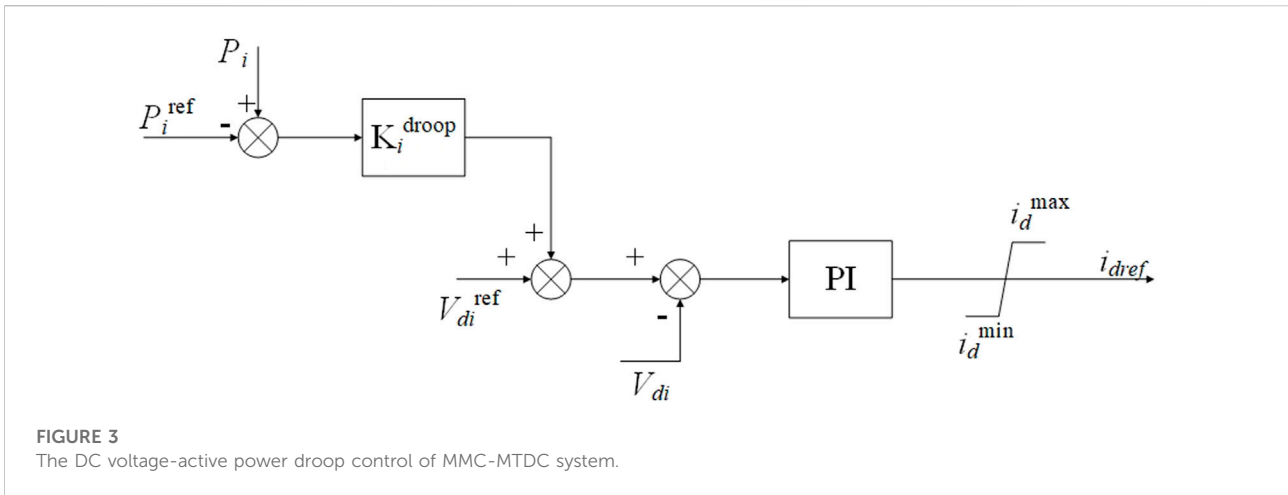 P_i
+
P_i^ref
-
K_i^droop
+
+
V_di^ref
+
-
V_di
PI
i_d^max
i_dref
i_d^min
FIGURE 3
The DC voltage-active power droop control of MMC-MTDC system.